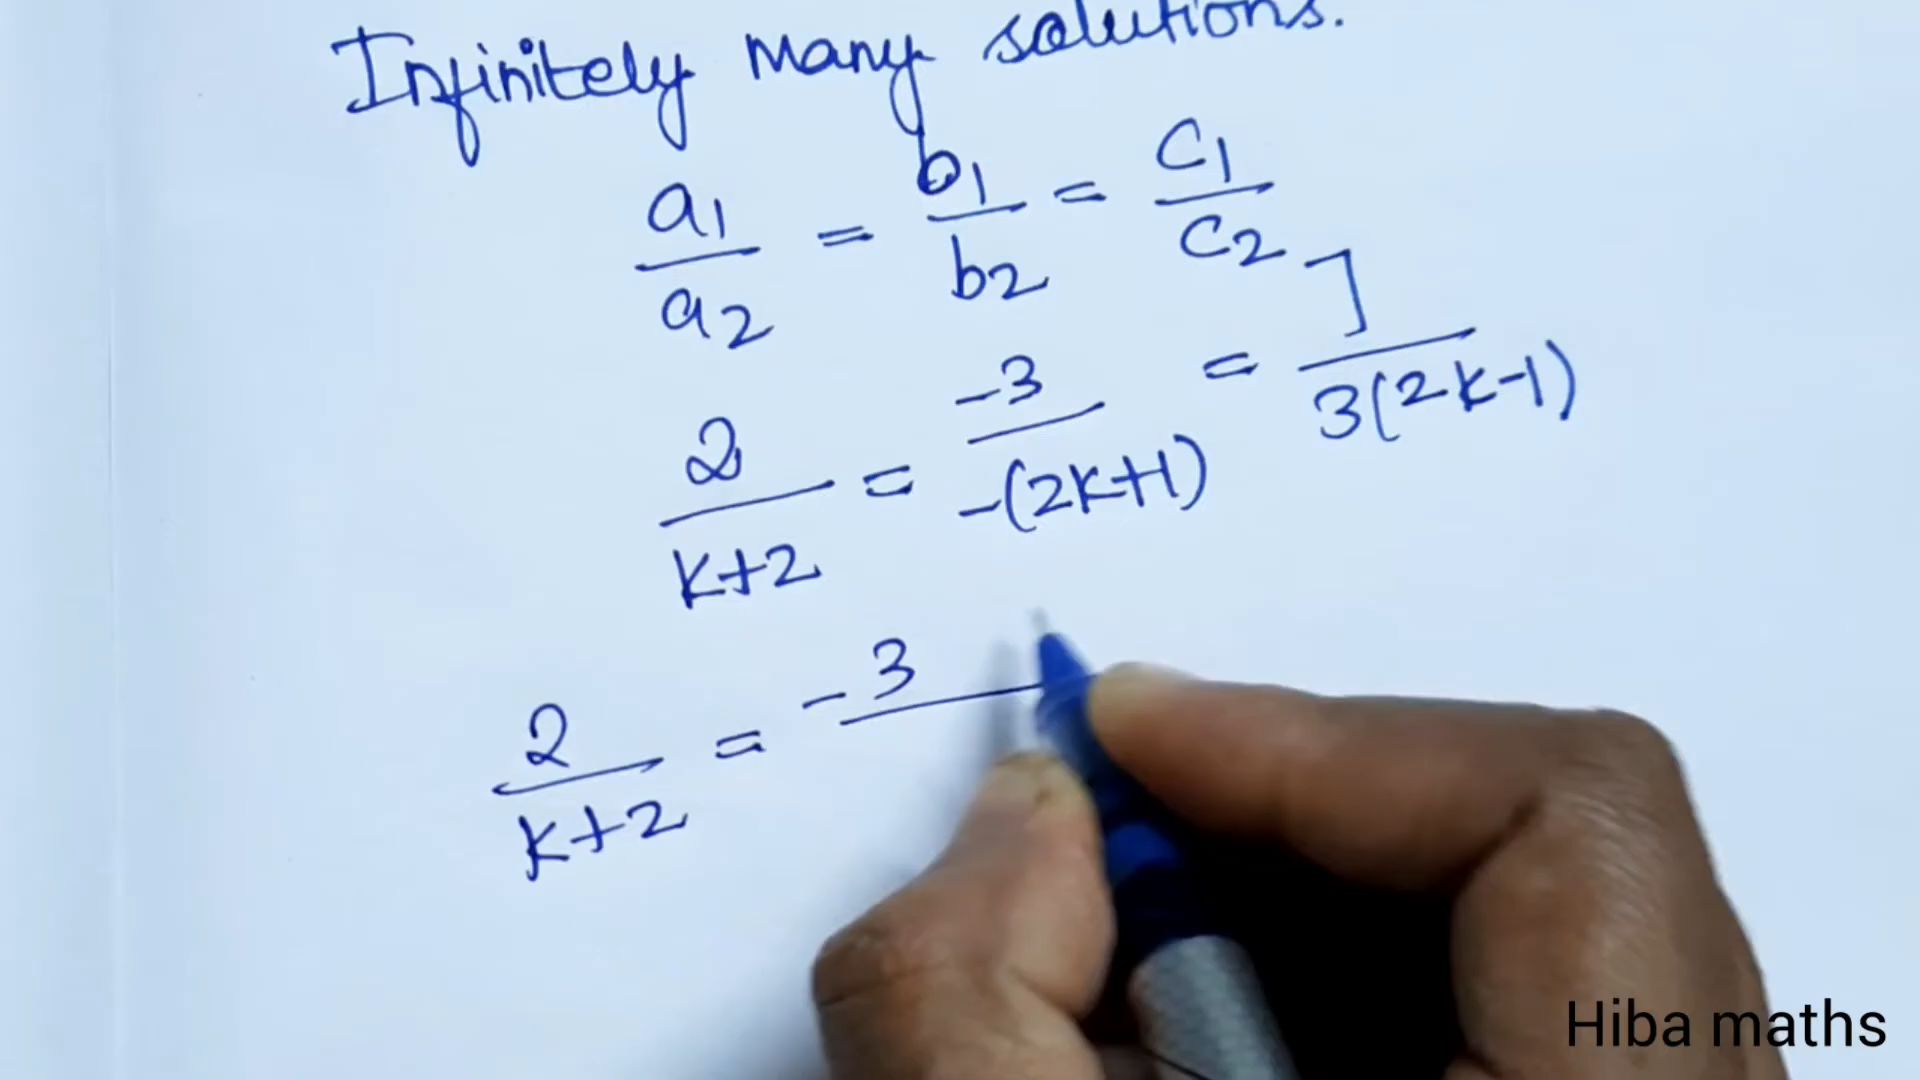 Infinitely many solutions.
a1/a2 = b1/b2 = c1/c2
2/k+2 = -3/-(2k+1) = 7/3(2k-1)
2/k+2 = -3
Hiba maths